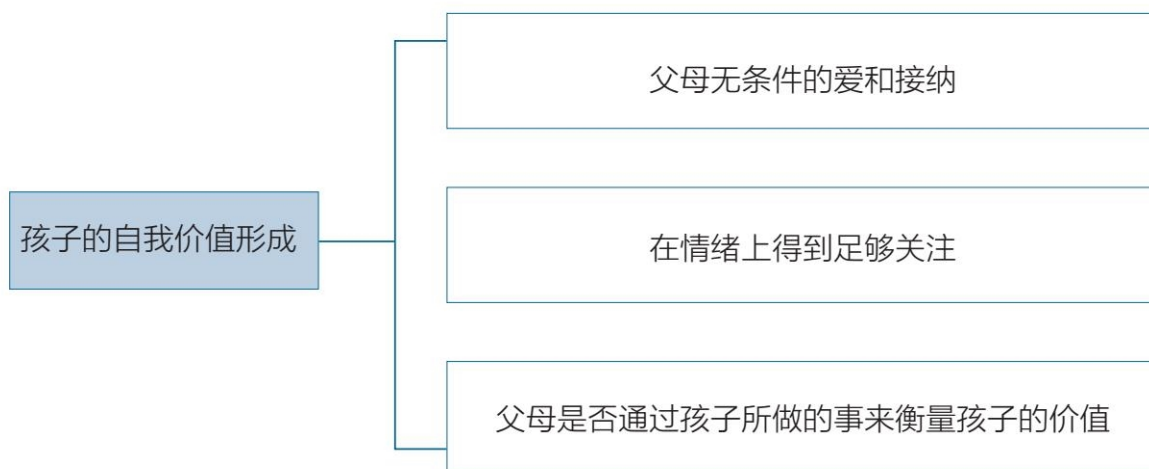 父母无条件的爱和接纳
孩子的自我价值形成
在情绪上得到足够关注
父母是否通过孩子所做的事来衡量孩子的价值